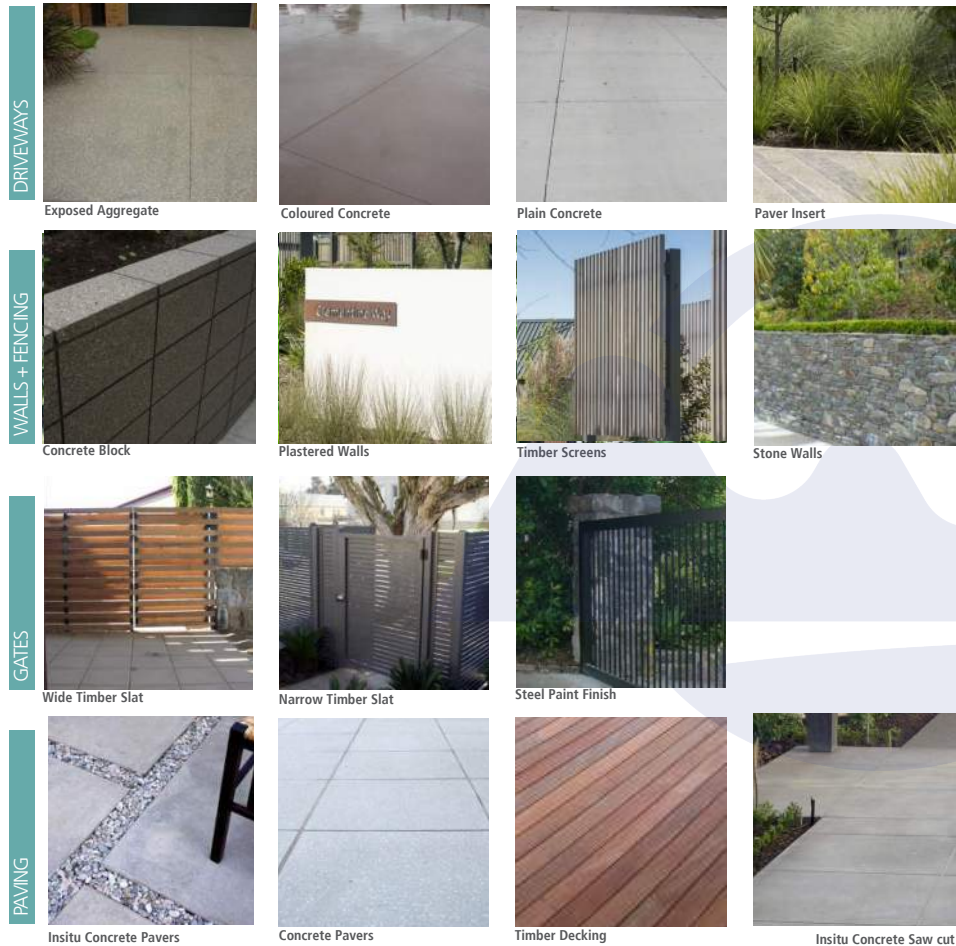 DRIVEWAYS
Exposed Aggregate
Coloured Concrete
Plain Concrete
Paver Insert
WALLS + FENCING
Concrete Block
Plastered Walls
Timber Screens
Stone Walls
GATES
Wide Timber Slat
Narrow Timber Slat
Steel Paint Finish
PAVING
Insitu Concrete Pavers
Concrete Pavers
Timber Decking
Insitu Concrete Saw cut